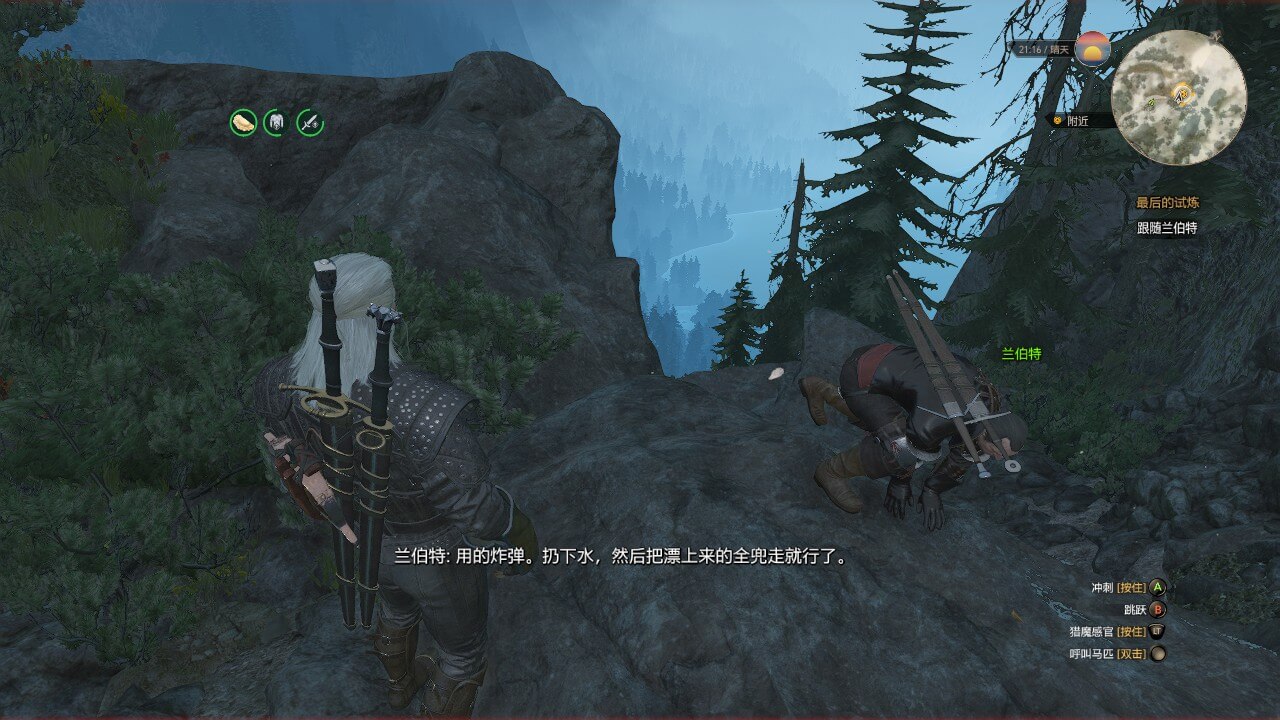 21:16 / 晴天
附近
最后的试炼
跟随兰伯特
兰伯特
兰伯特: 用的炸弹。扔下水，然后把漂上来的全兜走就行了。
冲刺 [按住] A
跳跃 B
猎魔感官 [按住] LT
呼叫马匹 [双击]